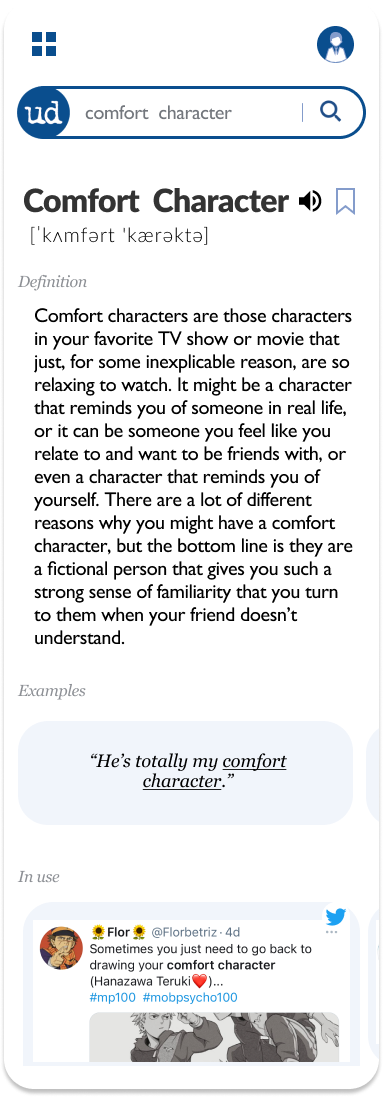 ud comfort character
Comfort Character
[ˈkʌmfərt 'kærəktə]
Definition
Comfort characters are those characters
in your favorite TV show or movie that
just, for some inexplicable reason, are so
relaxing to watch. It might be a character
that reminds you of someone in real life,
or it can be someone you feel like you
relate to and want to be friends with, or
even a character that reminds you of
yourself. There are a lot of different
reasons why you might have a comfort
character, but the bottom line is they are
a fictional person that gives you such a
strong sense of familiarity that you turn
to them when your friend doesn’t
understand.
Examples
“He’s totally my comfort
character.”
In use
🌻Flor🌻 @Florbetriz · 4d
Sometimes you just need to go back to
drawing your comfort character
(Hanazawa Teruki❤️)...
#mp100 #mobpsycho100